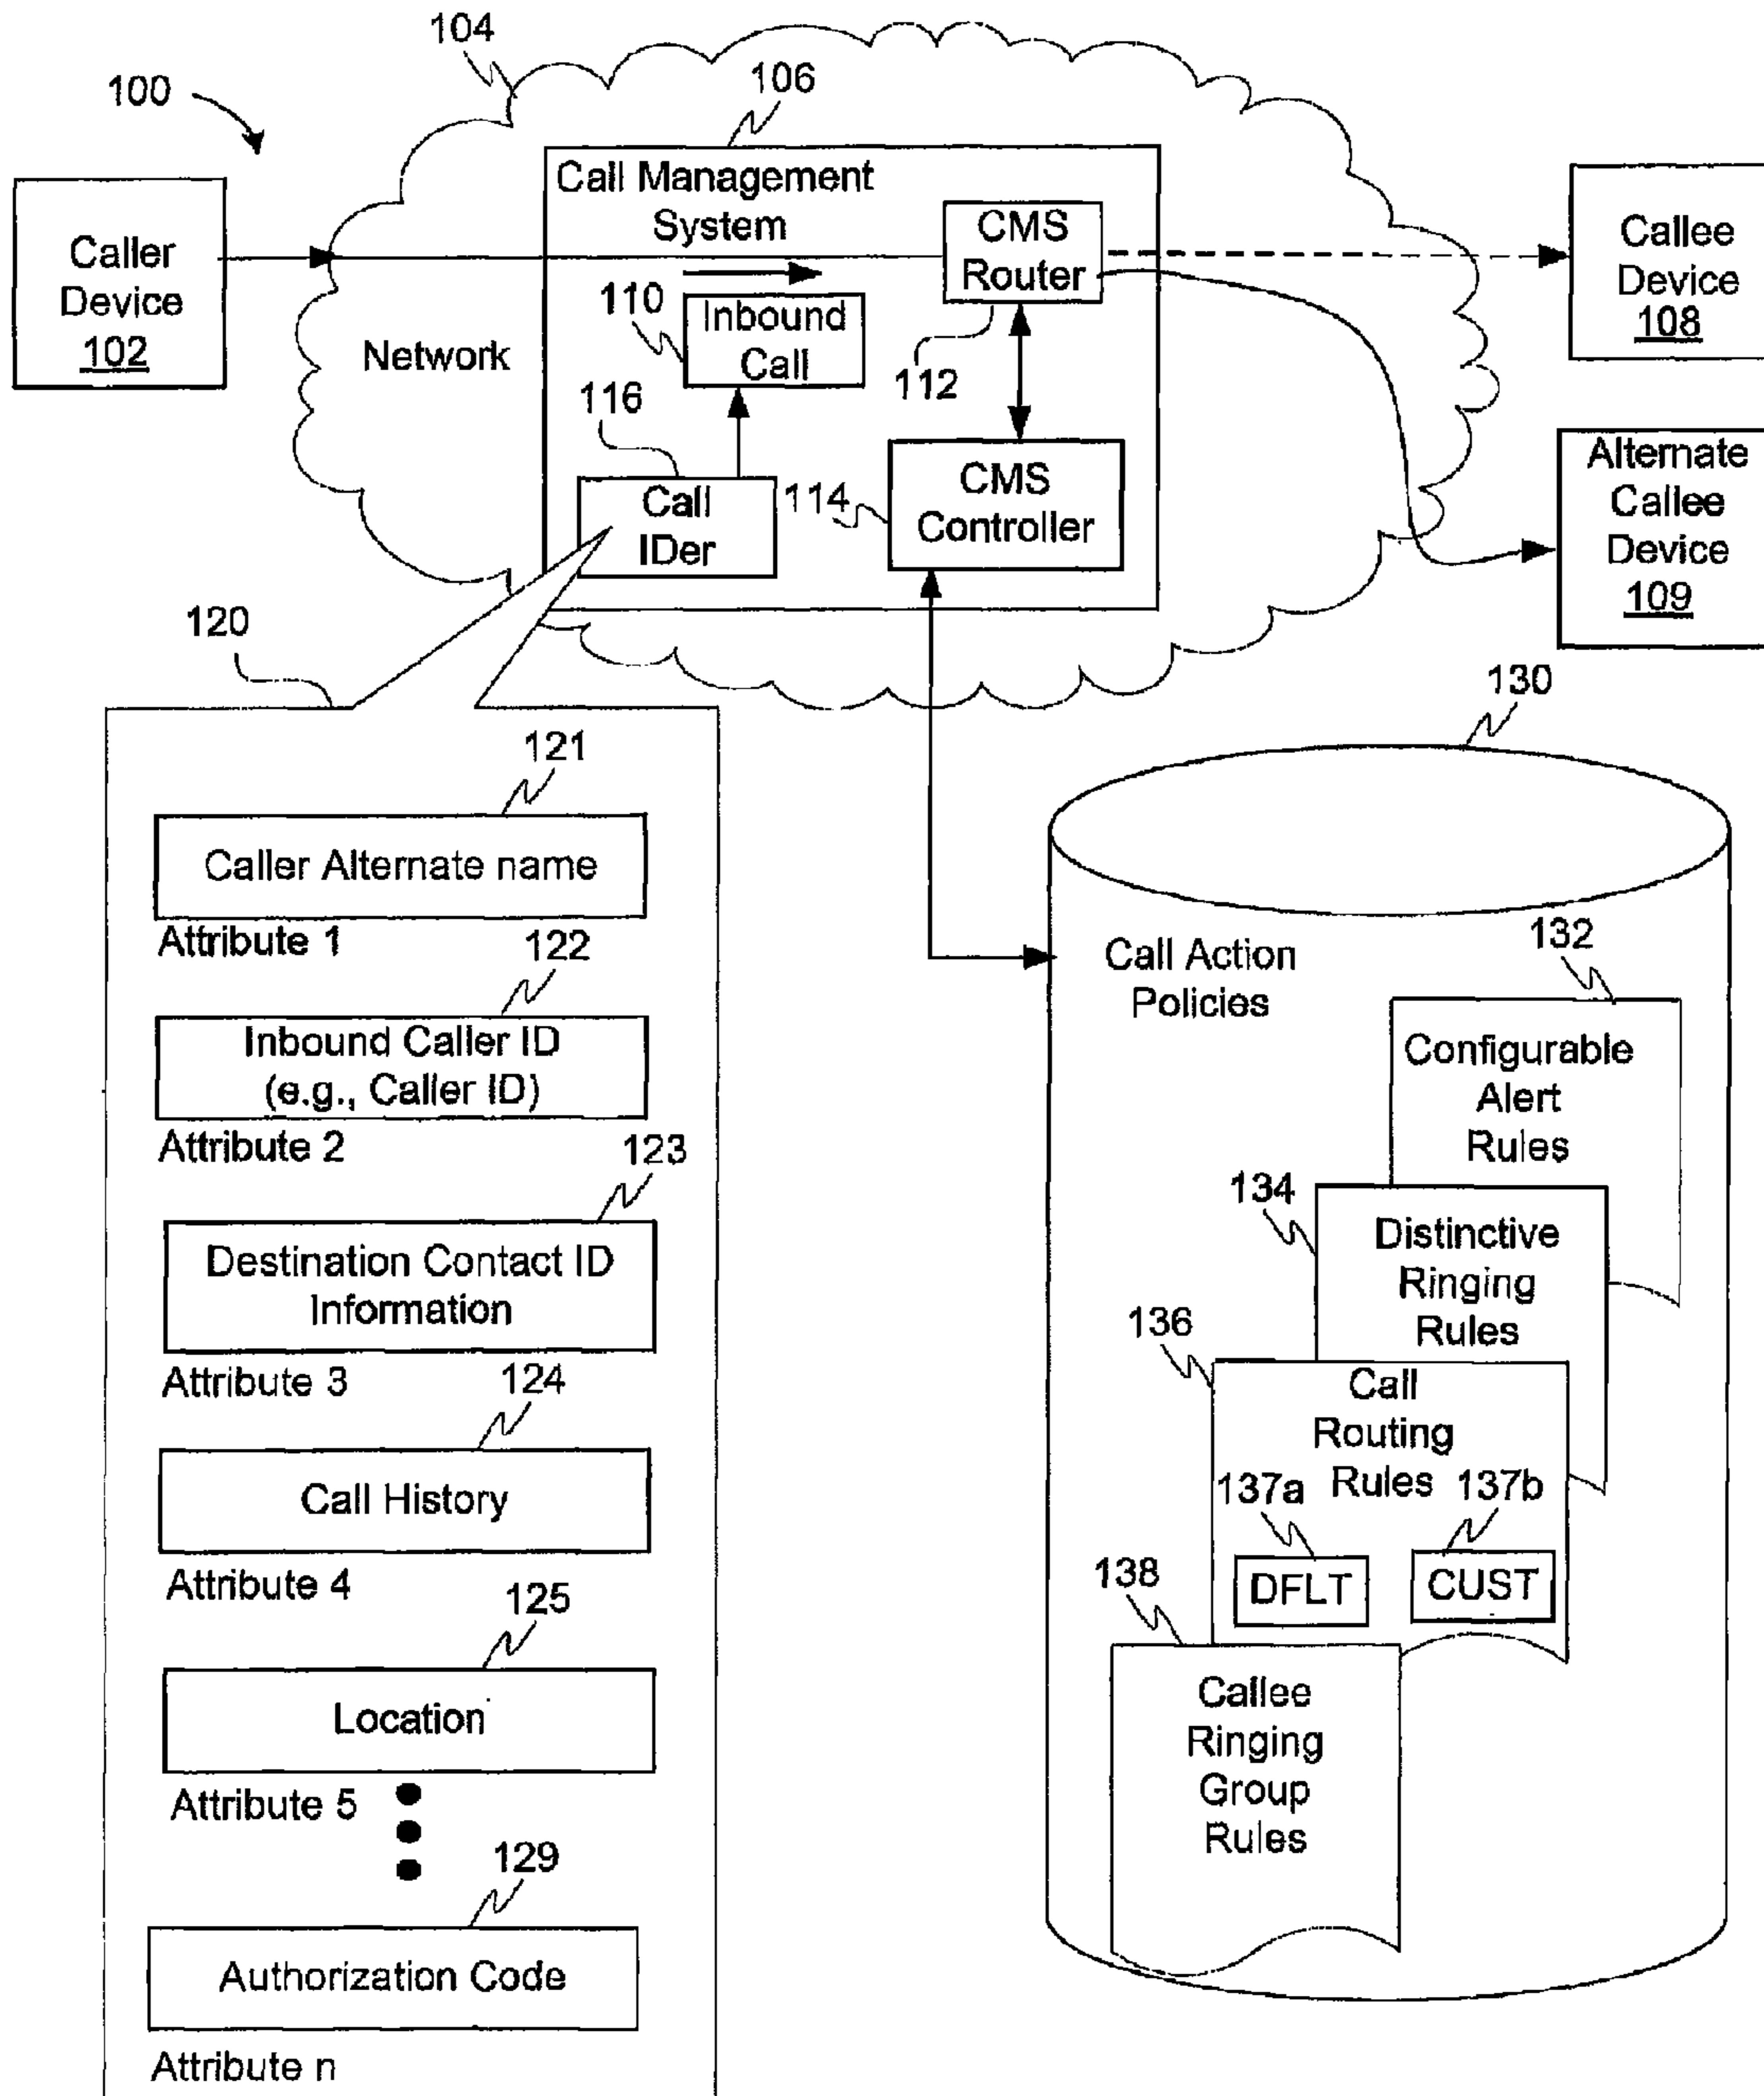 104
106
100
Call Management
System
CMS
Router
Caller
Device
102
Callee
Device
108
110
Inbound
Call
Network
112
116
Alternate
Callee
Device
109
Call
IDer
114
CMS
Controller
120
130
121
Caller Alternate name
Attribute 1
122
Inbound Caller ID
(e.g., Caller ID)
Attribute 2
123
Destination Contact ID
Information
Attribute 3
124
Call History
Attribute 4
125
Location
Attribute 5
129
Authorization Code
Attribute n
Call Action
Policies
132
Configurable
Alert
Rules
134
Distinctive
Ringing
Rules
136
Call
Routing
Rules
137a
137b
DFLT
CUST
138
Callee
Ringing
Group
Rules